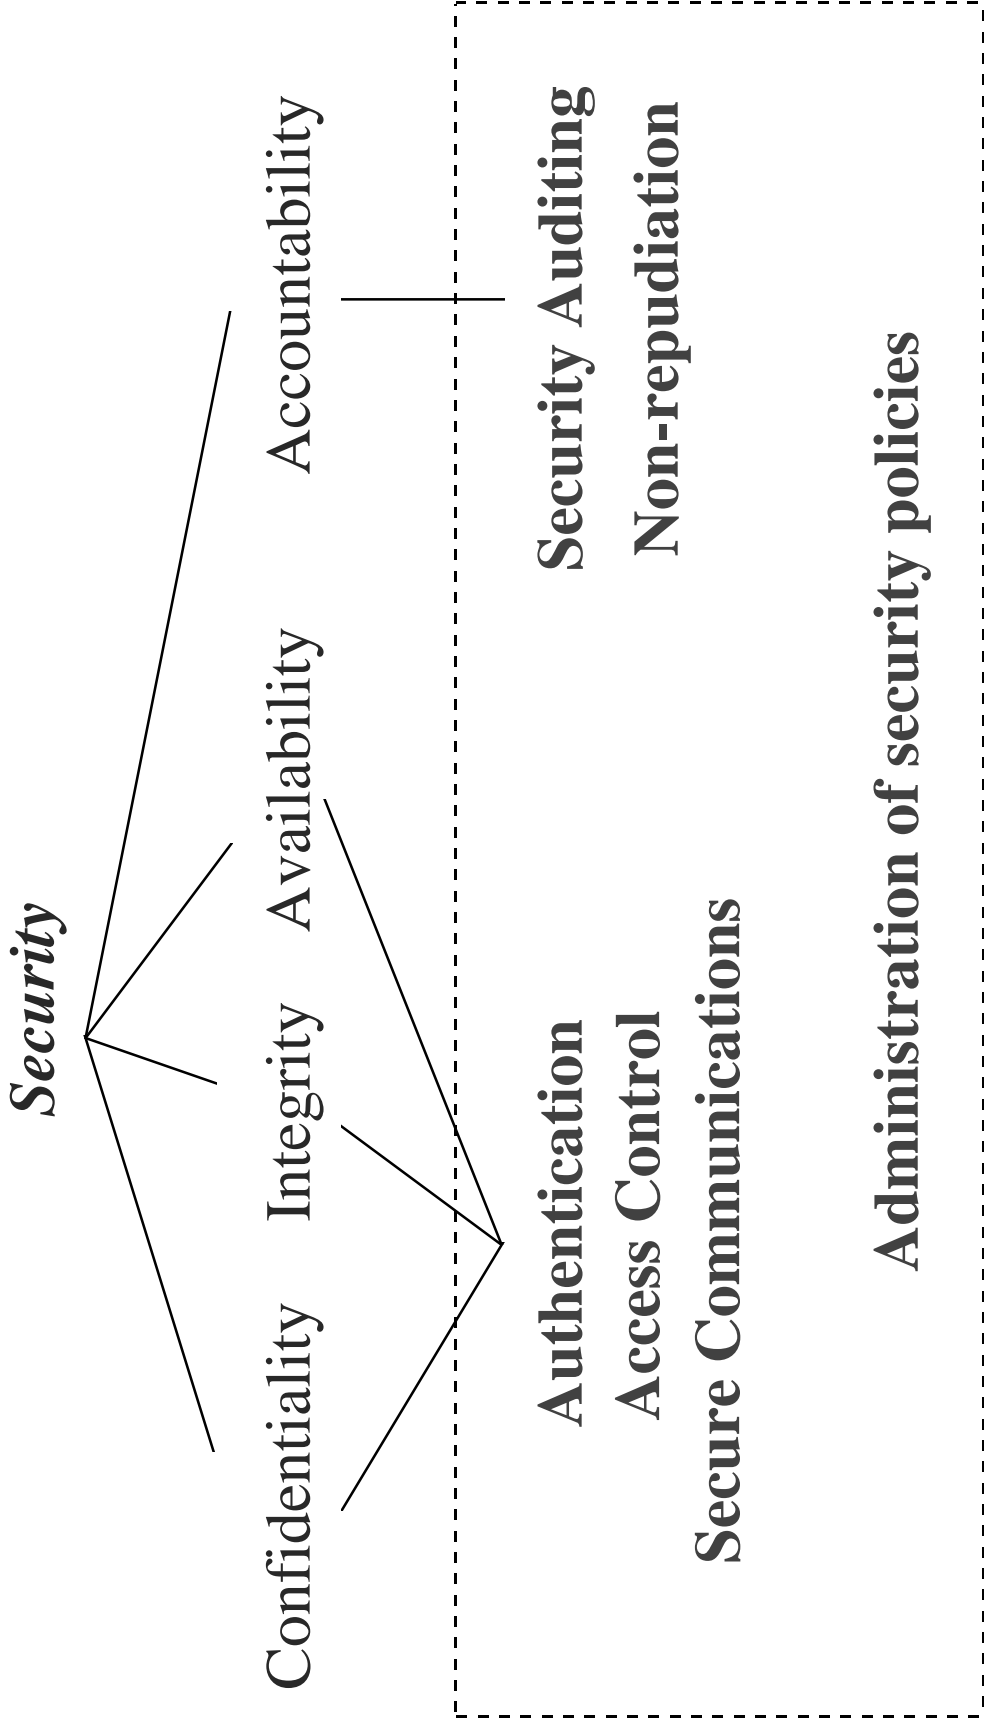 Security
Confidentiality Integrity Availability Accountability
Authentication
Access Control
Secure Communications
Security Auditing
Non-repudiation
Administration of security policies